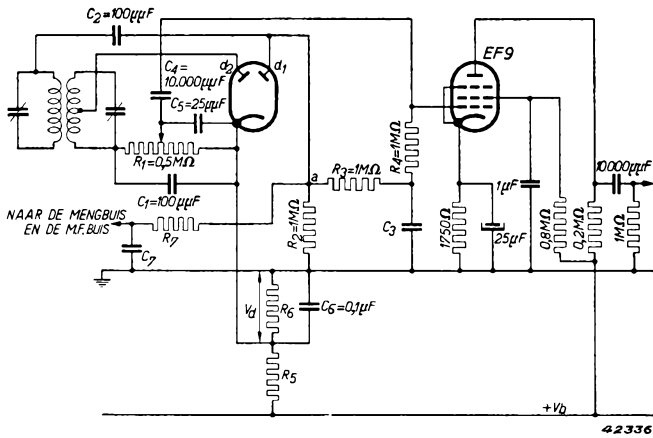 C2=100µµF
d2
d1
C4=
10.000µµF
C5=25µµF
R1=0,5MΩ
C1=100µµF
NAAR DE MENGBUIS
EN DE M.F. BUIS
R7
C7
a
R2=1MΩ
R3=1MΩ
R4=1MΩ
C3
EF9
1750Ω
25µF
1µF
0,8MΩ
0,2MΩ
10000µµF
1MΩ
Vd
R6
C6=0,1µF
R5
+Vb
42336